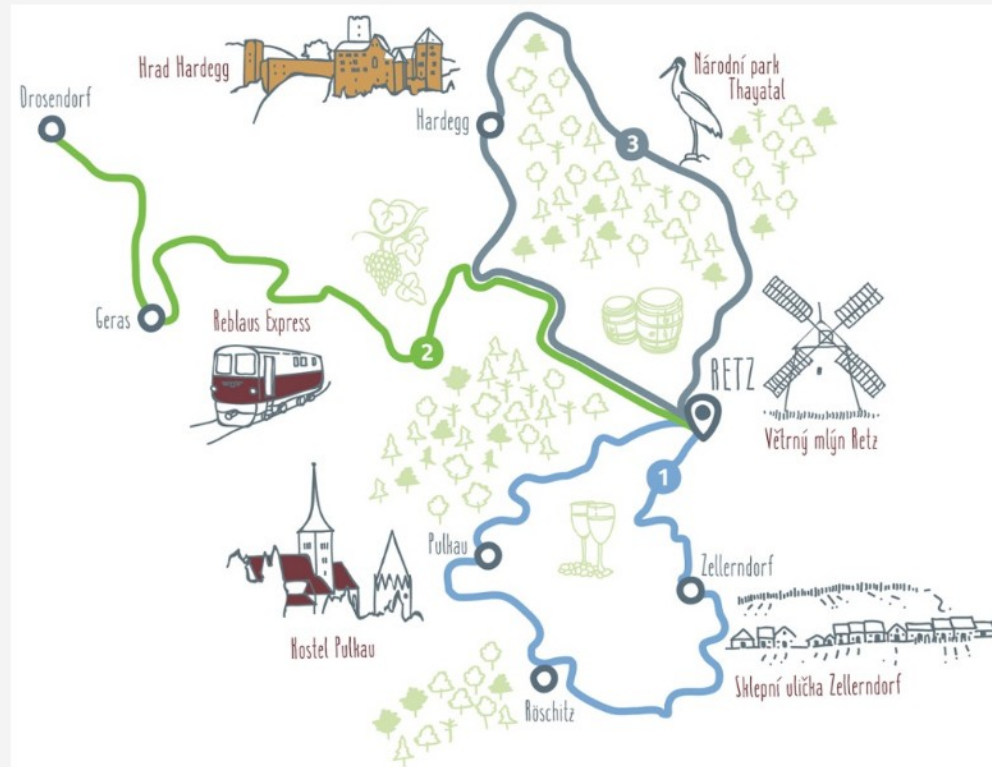 Hrad Hardegg
Národní park
Thayatal
Drosendorf
Hardegg
3
Geras
Reblaus Express
2
RETZ
Větrný mlýn Retz
1
Pulkau
Zellerndorf
Kostel Pulkau
Sklepní ulička Zellerndorf
Röschitz